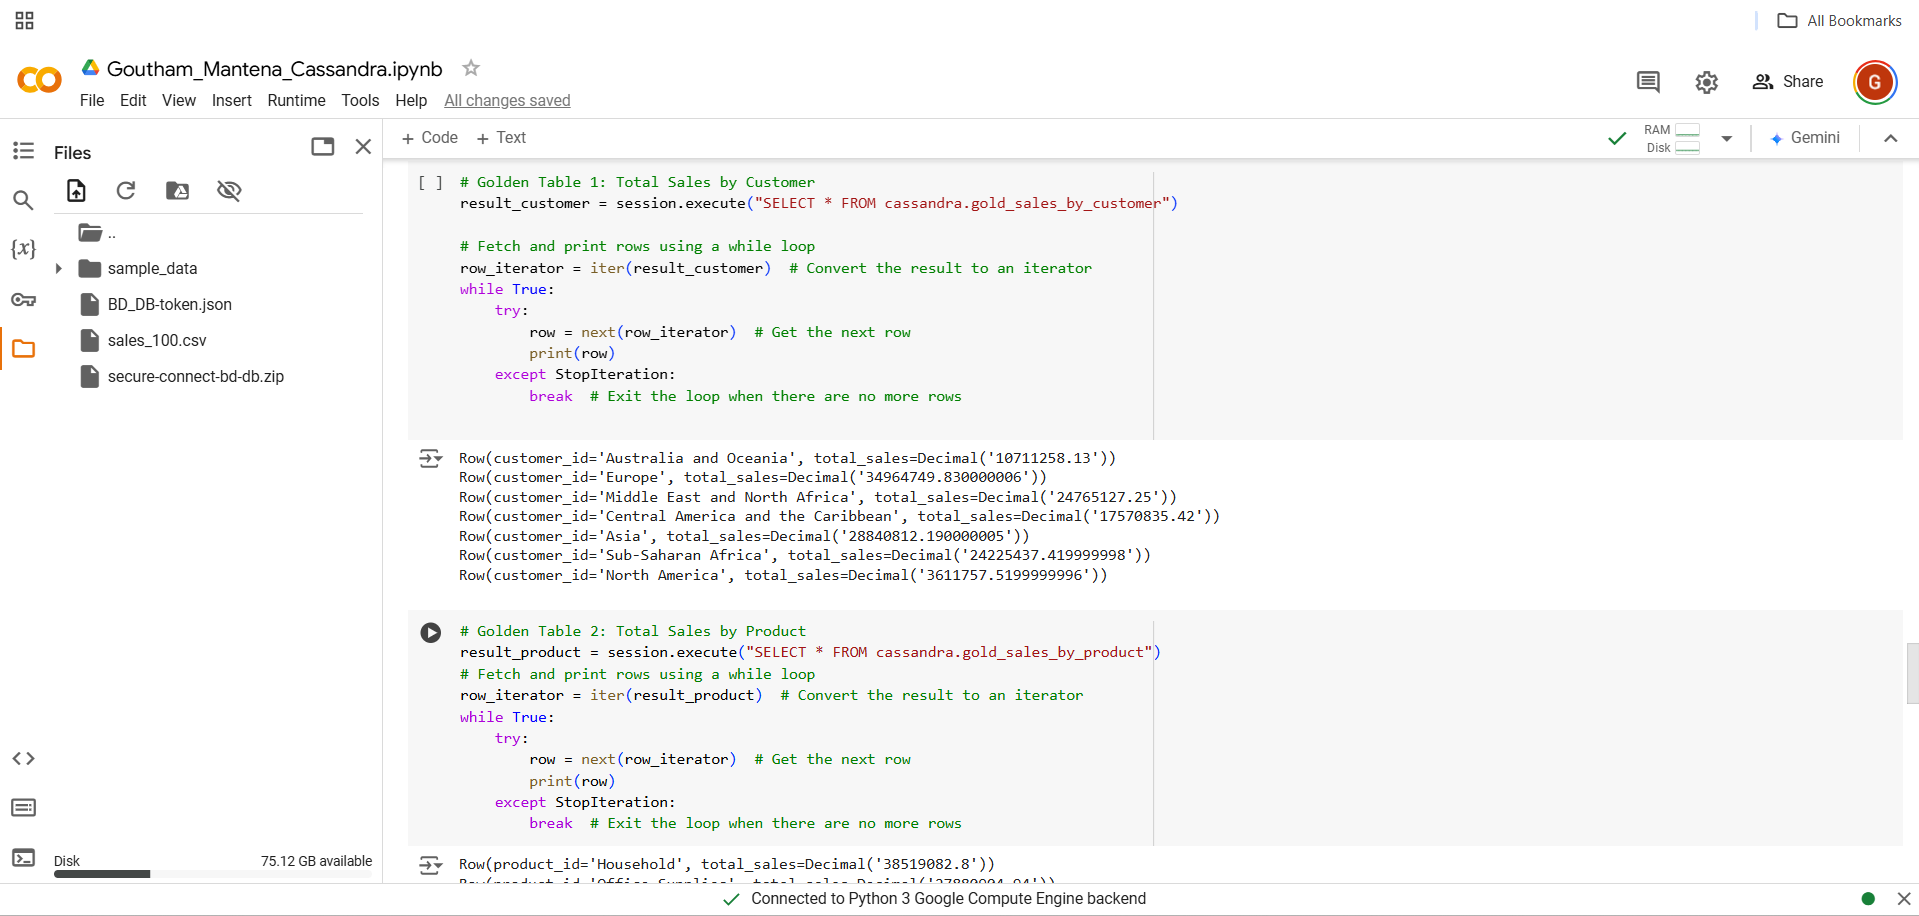 All Bookmarks
Goutham_Mantena_Cassandra.ipynb
File Edit View Insert Runtime Tools Help All changes saved
Share
G
Files
+ Code + Text
RAM
Disk
Gemini
..
sample_data
BD_DB-token.json
sales_100.csv
secure-connect-bd-db.zip
{x}
Disk 75.12 GB available
[ ] # Golden Table 1: Total Sales by Customer
result_customer = session.execute("SELECT * FROM cassandra.gold_sales_by_customer")
# Fetch and print rows using a while loop
row_iterator = iter(result_customer)  # Convert the result to an iterator
while True:
    try:
        row = next(row_iterator)  # Get the next row
        print(row)
    except StopIteration:
        break  # Exit the loop when there are no more rows
Row(customer_id='Australia and Oceania', total_sales=Decimal('10711258.13'))
Row(customer_id='Europe', total_sales=Decimal('34964749.830000006'))
Row(customer_id='Middle East and North Africa', total_sales=Decimal('24765127.25'))
Row(customer_id='Central America and the Caribbean', total_sales=Decimal('17570835.42'))
Row(customer_id='Asia', total_sales=Decimal('28840812.190000005'))
Row(customer_id='Sub-Saharan Africa', total_sales=Decimal('24225437.419999998'))
Row(customer_id='North America', total_sales=Decimal('3611757.5199999996'))
# Golden Table 2: Total Sales by Product
result_product = session.execute("SELECT * FROM cassandra.gold_sales_by_product")
# Fetch and print rows using a while loop
row_iterator = iter(result_product)  # Convert the result to an iterator
while True:
    try:
        row = next(row_iterator)  # Get the next row
        print(row)
    except StopIteration:
        break  # Exit the loop when there are no more rows
Row(product_id='Household', total_sales=Decimal('38519082.8'))
Connected to Python 3 Google Compute Engine backend